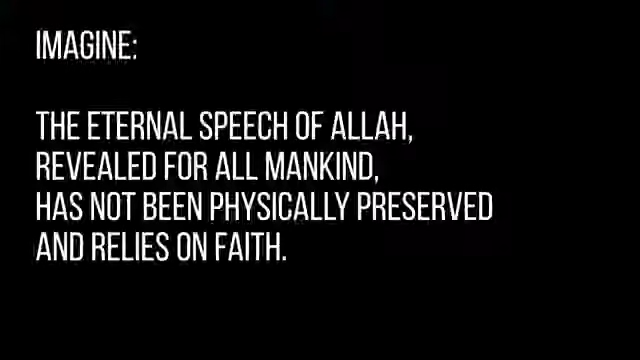 IMAGINE:
THE ETERNAL SPEECH OF ALLAH,
REVEALED FOR ALL MANKIND,
HAS NOT BEEN PHYSICALLY PRESERVED
AND RELIES ON FAITH.